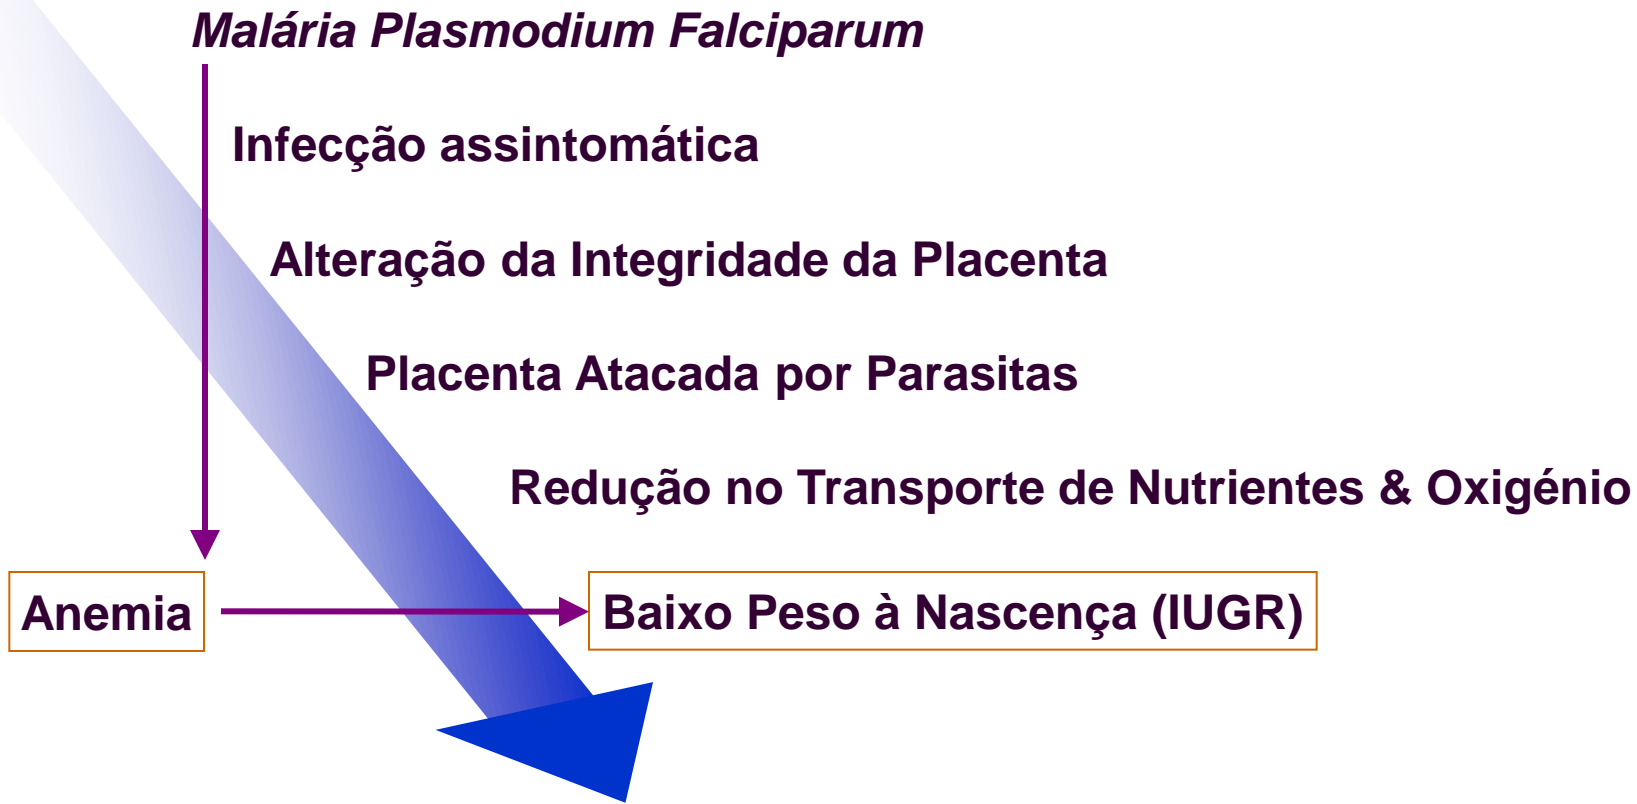 Malária Plasmodium Falciparum
Infecção assintomática
Alteração da Integridade da Placenta
Placenta Atacada por Parasitas
Redução no Transporte de Nutrientes & Oxigénio
Anemia
Baixo Peso à Nascença (IUGR)